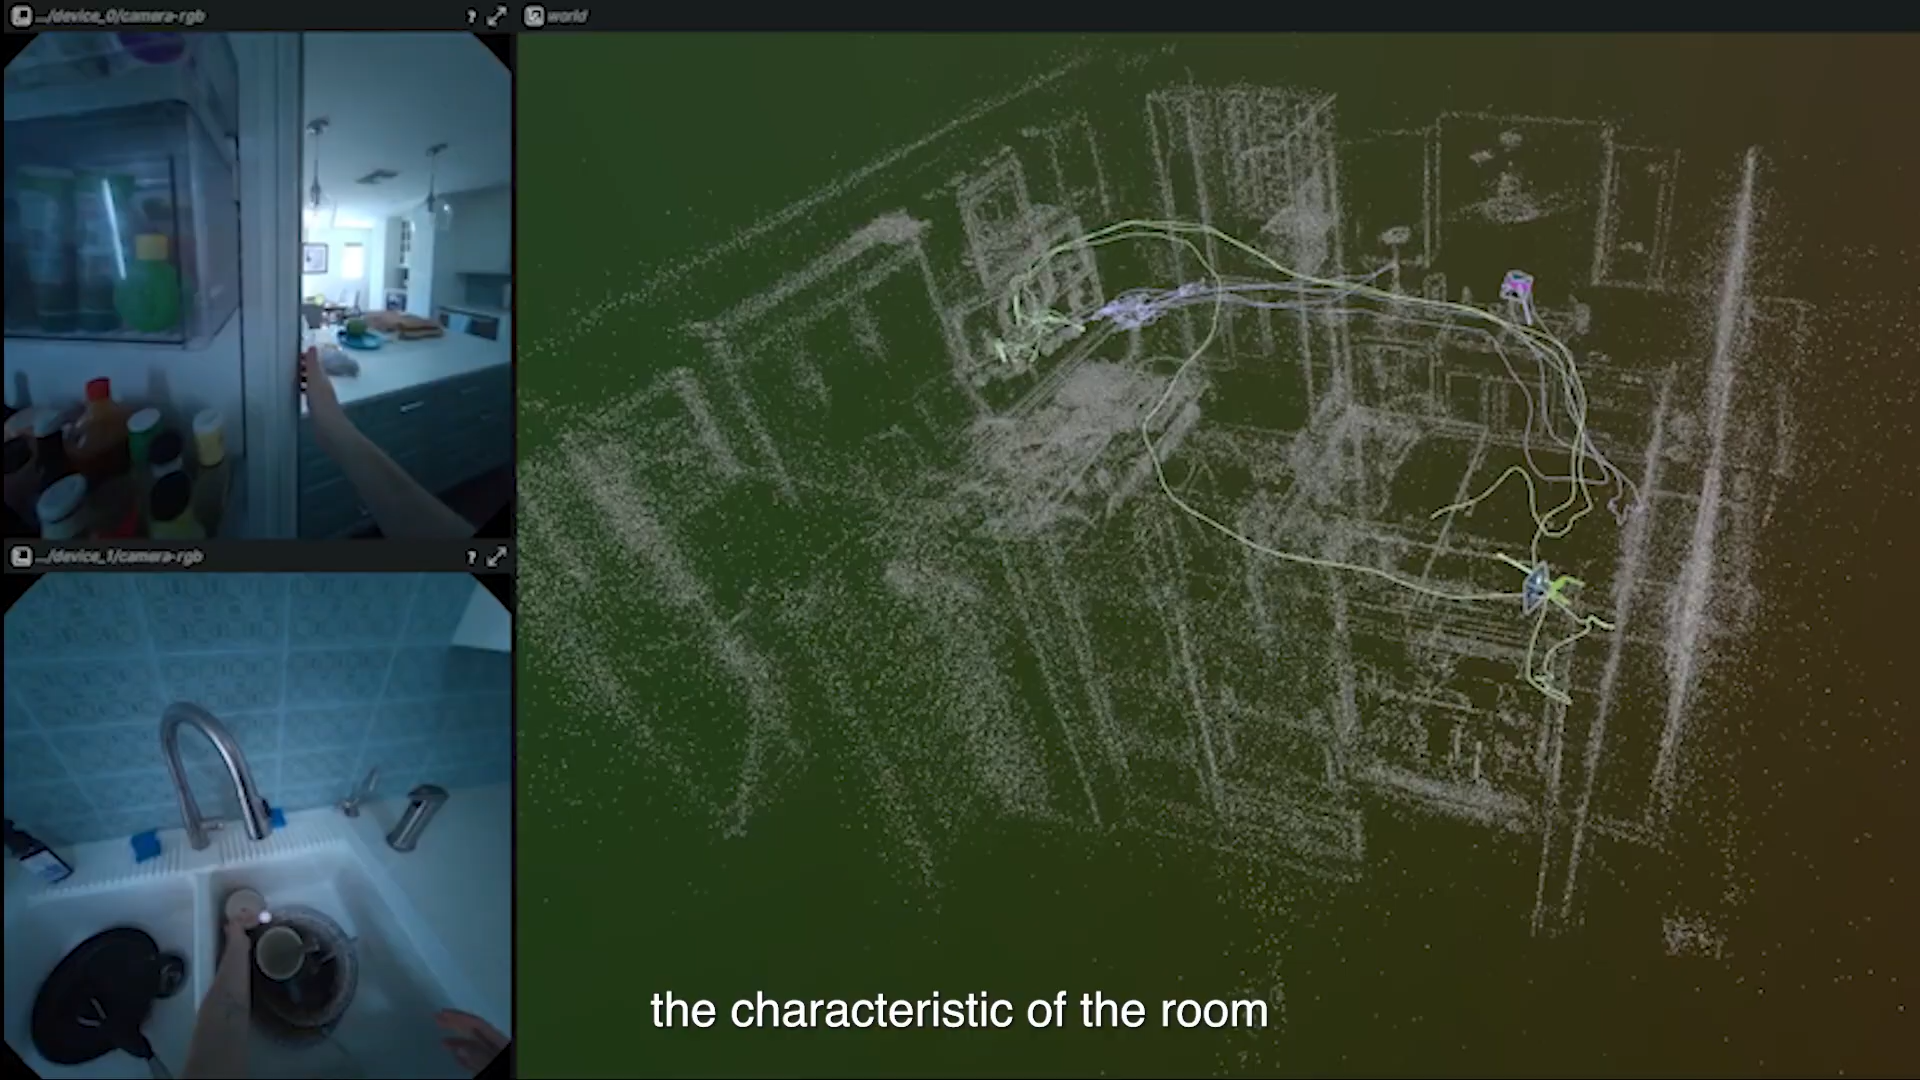 .../device_0/camera-rgb ?
world
.../device_1/camera-rgb ?
the characteristic of the room